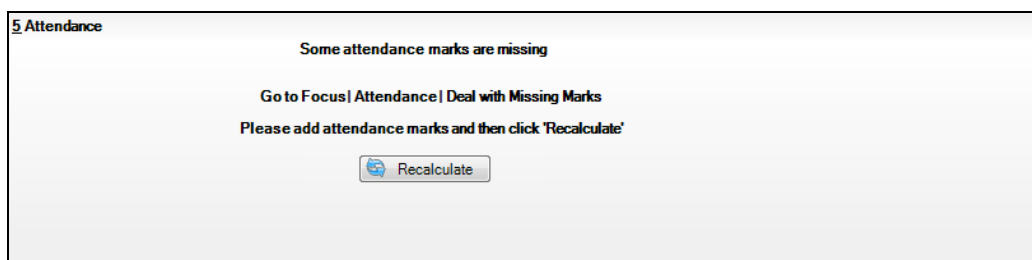 5 Attendance
Some attendance marks are missing
Go to Focus| Attendance| Deal with Missing Marks
Please add attendance marks and then click 'Recalculate'
Recalculate